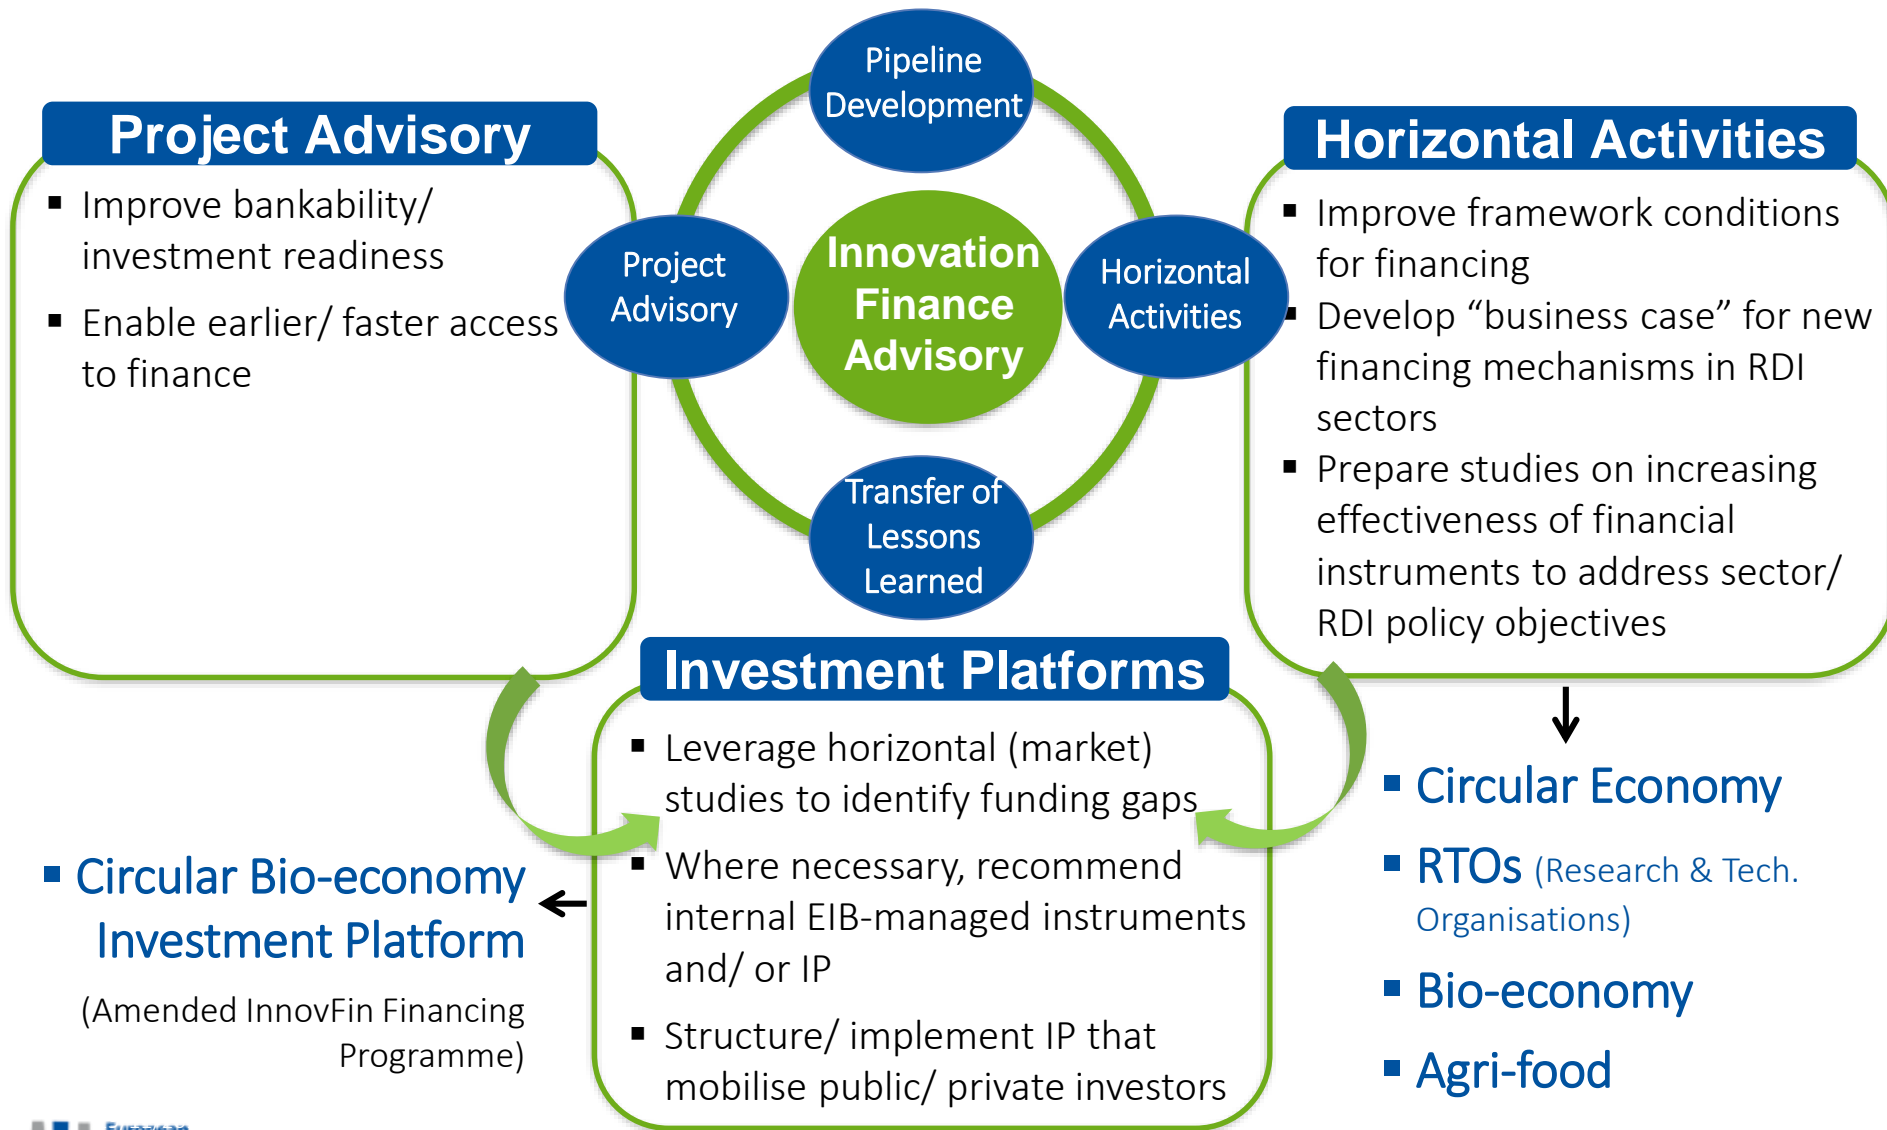 Pipeline
Development
Project Advisory
▪ Improve bankability/
investment readiness
▪ Enable earlier/ faster access
to finance
Project
Advisory
Innovation
Finance
Advisory
Horizontal
Activities
Transfer of
Lessons
Learned
Horizontal Activities
▪ Improve framework conditions
for financing
▪ Develop “business case” for new
financing mechanisms in RDI
sectors
▪ Prepare studies on increasing
effectiveness of financial
instruments to address sector/
RDI policy objectives
Investment Platforms
▪ Leverage horizontal (market)
studies to identify funding gaps
▪ Where necessary, recommend
internal EIB-managed instruments
and/ or IP
▪ Structure/ implement IP that
mobilise public/ private investors
▪ Circular Bio-economy
Investment Platform
(Amended InnovFin Financing
Programme)
▪ Circular Economy
▪ RTOs (Research & Tech.
Organisations)
▪ Bio-economy
▪ Agri-food